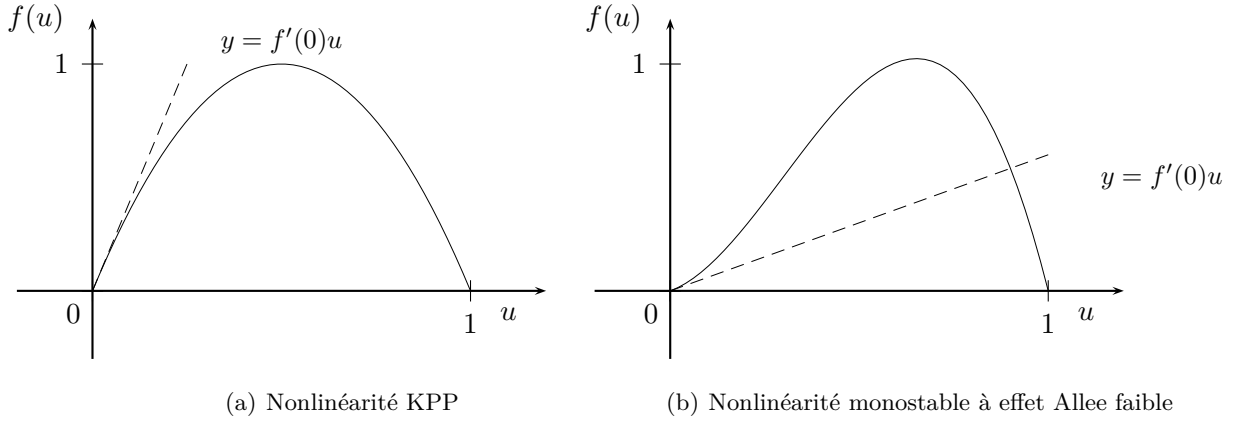 f(u)
y = f′(0)u
1
0
1
u
(a) Nonlinéarité KPP
f(u)
1
y = f′(0)u
0
1
u
(b) Nonlinéarité monostable à effet Allee faible